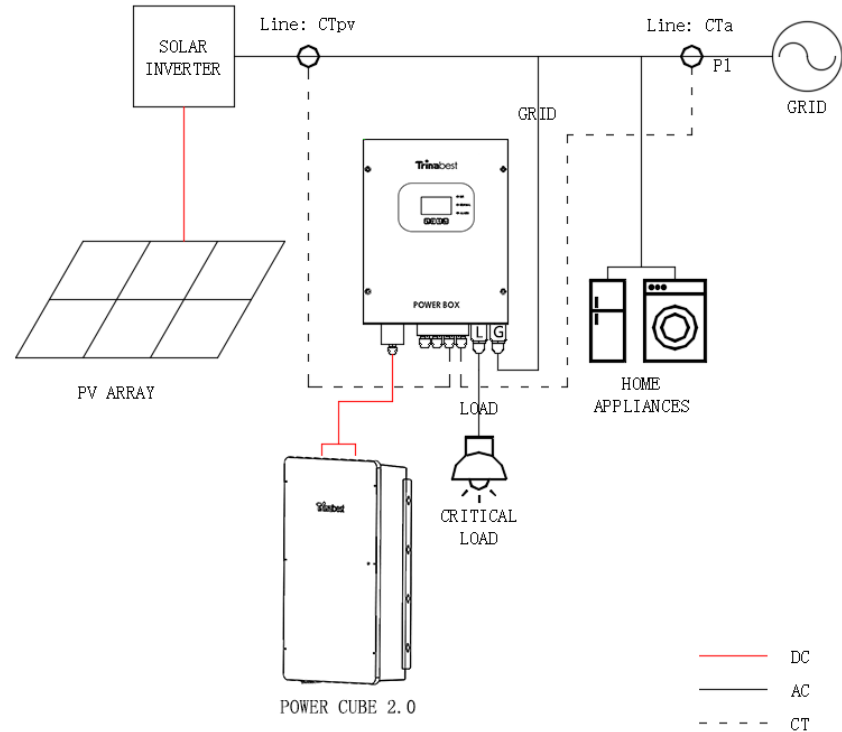 Line: CTpv
Line: CTa
SOLAR
INVERTER
P1
GRID
GRID
Trinabest
POWER BOX
L G
PV ARRAY
HOME
APPLIANCES
LOAD
Trinabest
CRITICAL
LOAD
DC
AC
POWER CUBE 2.0
CT